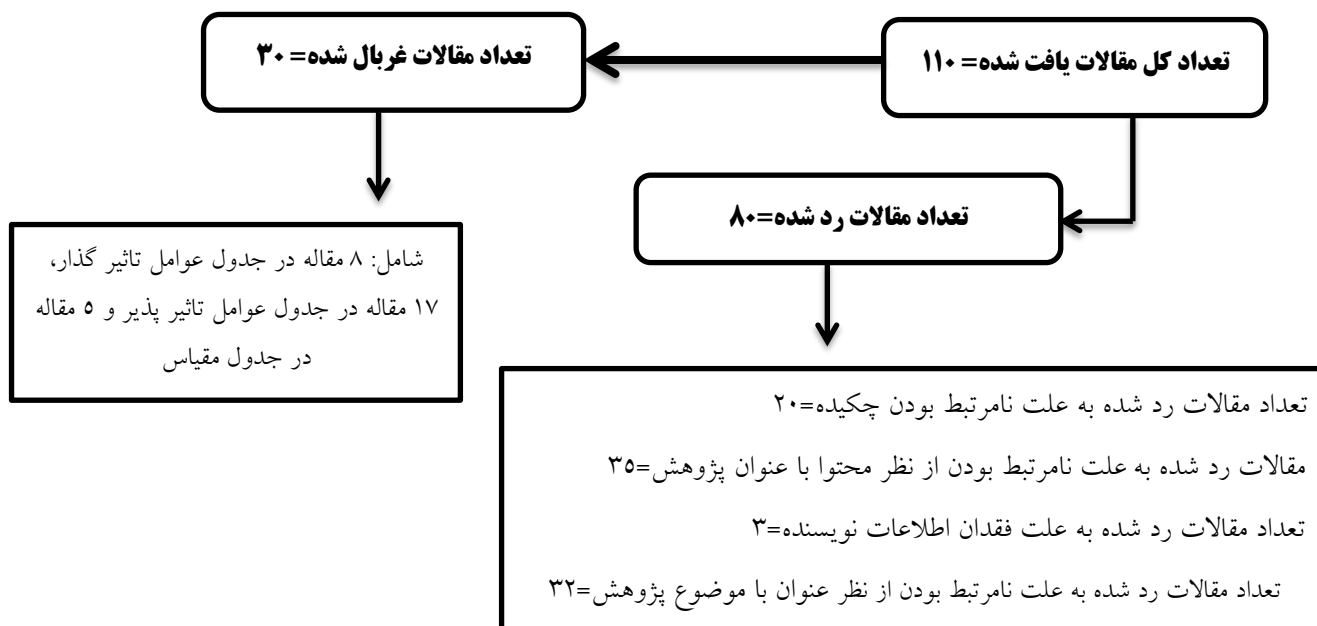 تعداد کل مقالات یافت شده= ۱۱۰
تعداد مقالات غربال شده= ۳۰
تعداد مقالات رد شده=۸۰
شامل: ۸ مقاله در جدول عوامل تاثیر گذار،
۱۷ مقاله در جدول عوامل تاثیر پذیر و ۵ مقاله
در جدول مقیاس
تعداد مقالات رد شده به علت نامرتبط بودن چکیده=۲۰
مقالات رد شده به علت نامرتبط بودن از نظر محتوا با عنوان پژوهش=۳۵
تعداد مقالات رد شده به علت فقدان اطلاعات نویسنده=۳
تعداد مقالات رد شده به علت نامرتبط بودن از نظر عنوان با موضوع پژوهش=۳۲